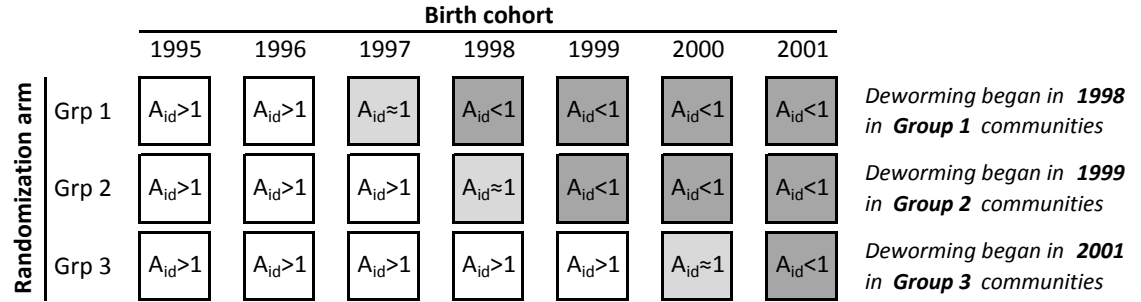 Birth cohort
1995 1996 1997 1998 1999 2000 2001
Randomization arm
Grp 1 A_id>1 A_id>1 A_id≈1 A_id<1 A_id<1 A_id<1 A_id<1 Deworming began in 1998
in Group 1 communities
Grp 2 A_id>1 A_id>1 A_id>1 A_id≈1 A_id<1 A_id<1 A_id<1 Deworming began in 1999
in Group 2 communities
Grp 3 A_id>1 A_id>1 A_id>1 A_id>1 A_id>1 A_id≈1 A_id<1 Deworming began in 2001
in Group 3 communities